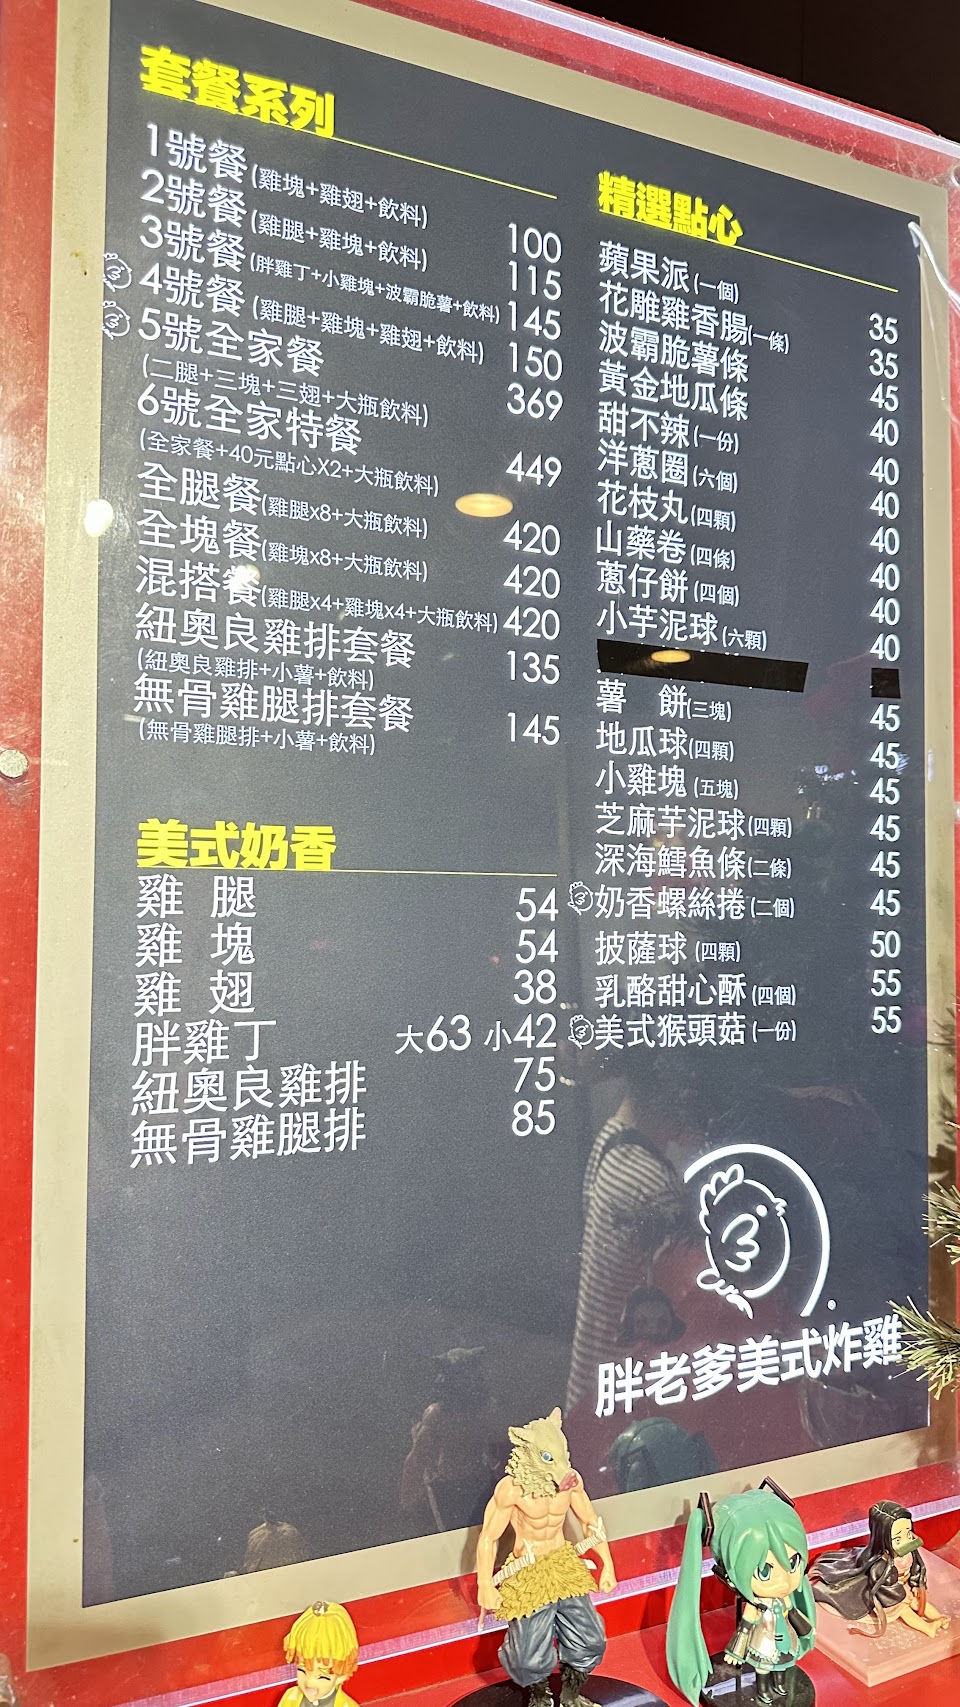 套餐系列
1號餐(雞塊+雞翅+飲料) 100
2號餐(雞腿+雞塊+飲料) 115
3號餐(胖雞丁+小雞塊+波霸脆薯+飲料) 145
4號餐(雞腿+雞塊+雞翅+飲料) 150
5號全家餐 369
(二腿+三塊+三翅+大瓶飲料)
6號全家特餐 449
(全家餐+40元點心X2+大瓶飲料)
全腿餐(雞腿x8+大瓶飲料) 420
全塊餐(雞塊x8+大瓶飲料) 420
混搭餐(雞腿x4+雞塊x4+大瓶飲料) 420
紐奧良雞排套餐 135
(紐奧良雞排+小薯+飲料)
無骨雞腿排套餐 145
(無骨雞腿排+小薯+飲料)
美式奶香
雞 腿 54
雞 塊 54
雞 翅 38
胖雞丁 大63 小42
紐奧良雞排 75
無骨雞腿排 85
精選點心
蘋果派(一個) 35
花雕雞香腸(一條) 35
波霸脆薯條 45
黃金地瓜條 40
甜不辣(一份) 40
洋蔥圈(六個) 40
花枝丸(四顆) 40
山藥卷(四條) 40
蔥仔餅(四個) 40
小芋泥球(六顆) 40
薯 餅(三塊) 45
地瓜球(四顆) 45
小雞塊(五塊) 45
芝麻芋泥球(四顆) 45
深海鱈魚條(二條) 45
奶香螺絲捲(二個) 45
披薩球(四顆) 50
乳酪甜心酥(四個) 55
美式猴頭菇(一份) 55
胖老爹美式炸雞